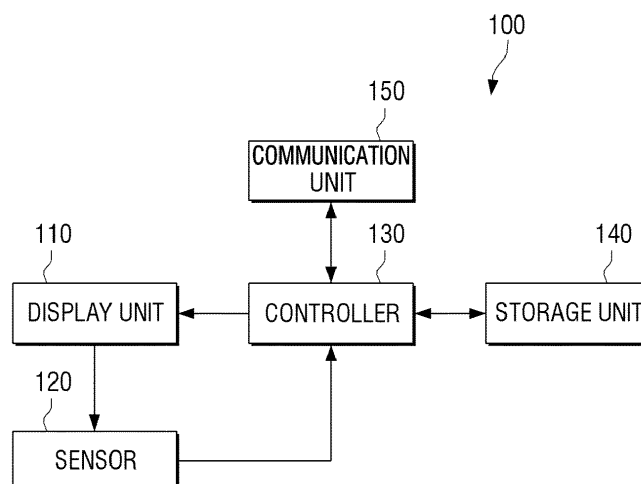 100
150
COMMUNICATION
UNIT
110
130
140
DISPLAY UNIT
CONTROLLER
STORAGE UNIT
120
SENSOR